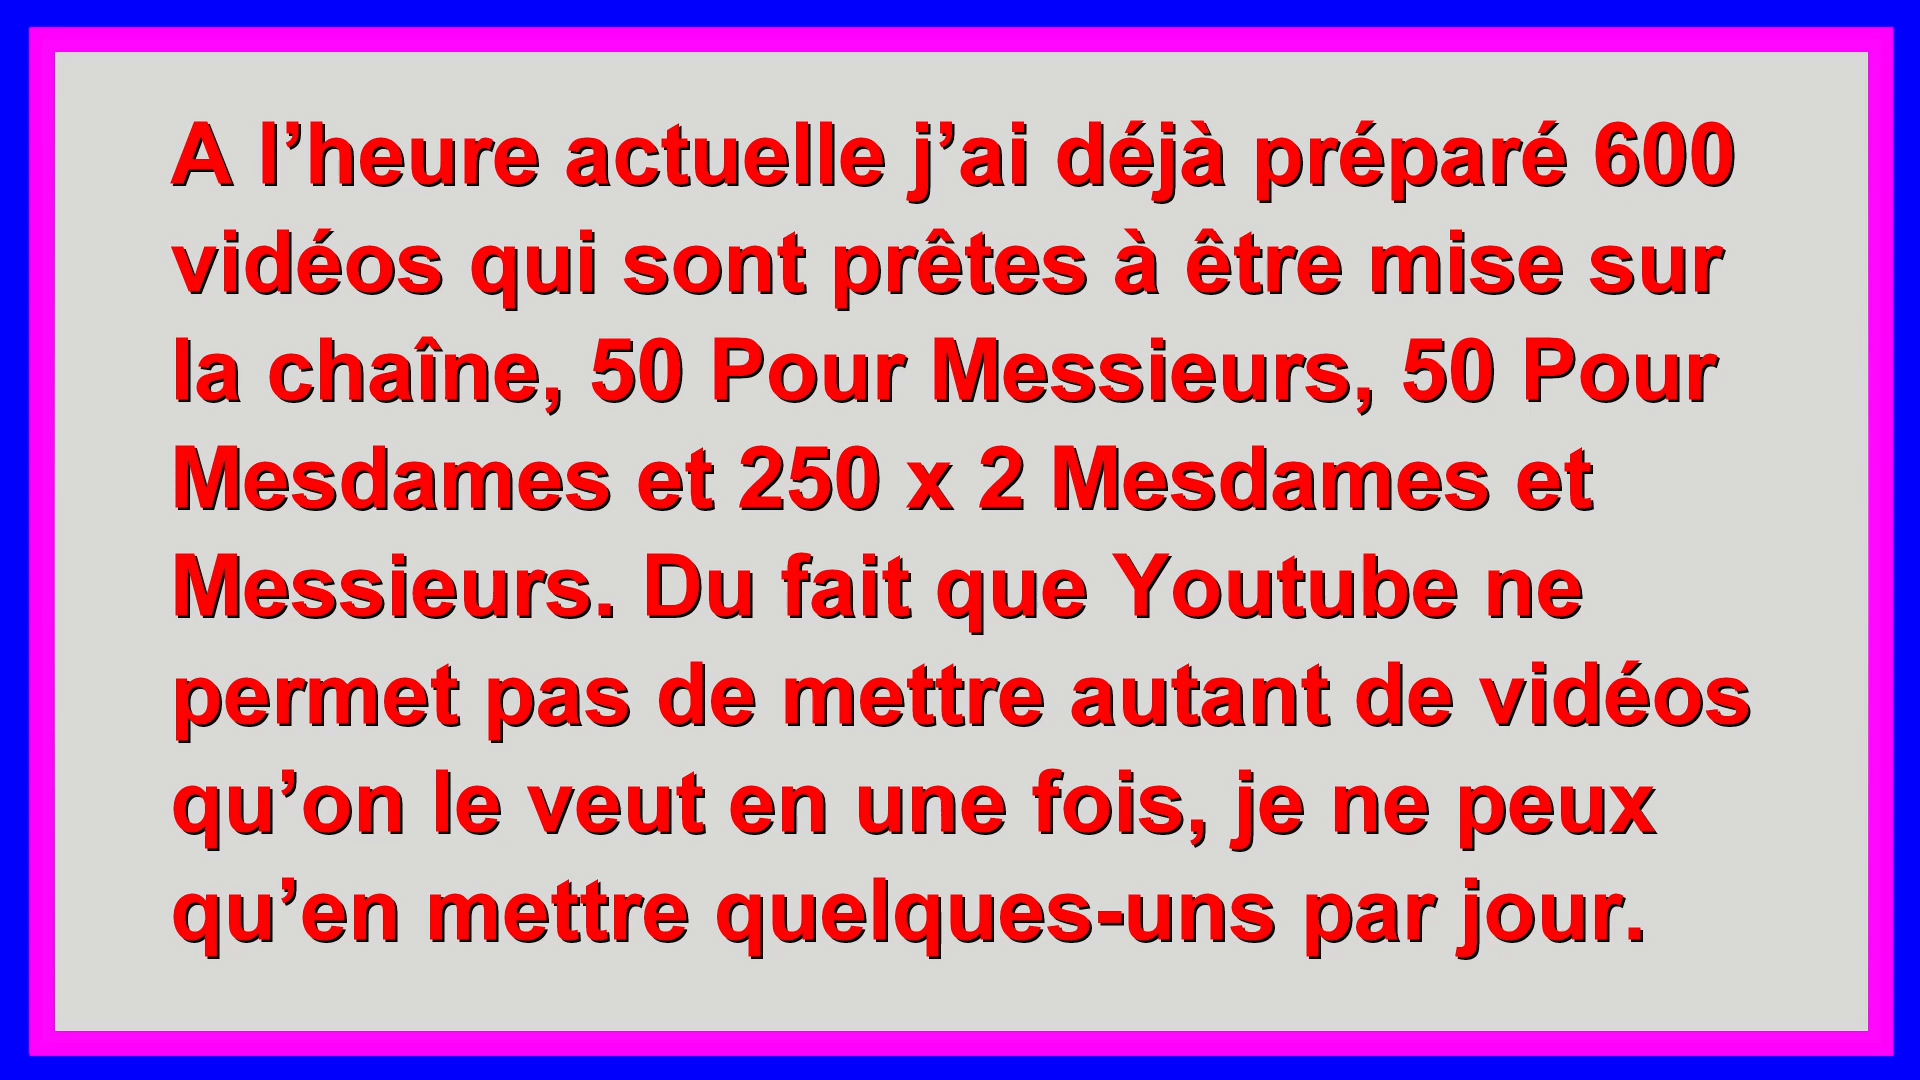 A l’heure actuelle j’ai déjà préparé 600
vidéos qui sont prêtes à être mise sur
la chaîne, 50 Pour Messieurs, 50 Pour
Mesdames et 250 x 2 Mesdames et
Messieurs. Du fait que Youtube ne
permet pas de mettre autant de vidéos
qu’on le veut en une fois, je ne peux
qu’en mettre quelques-uns par jour.